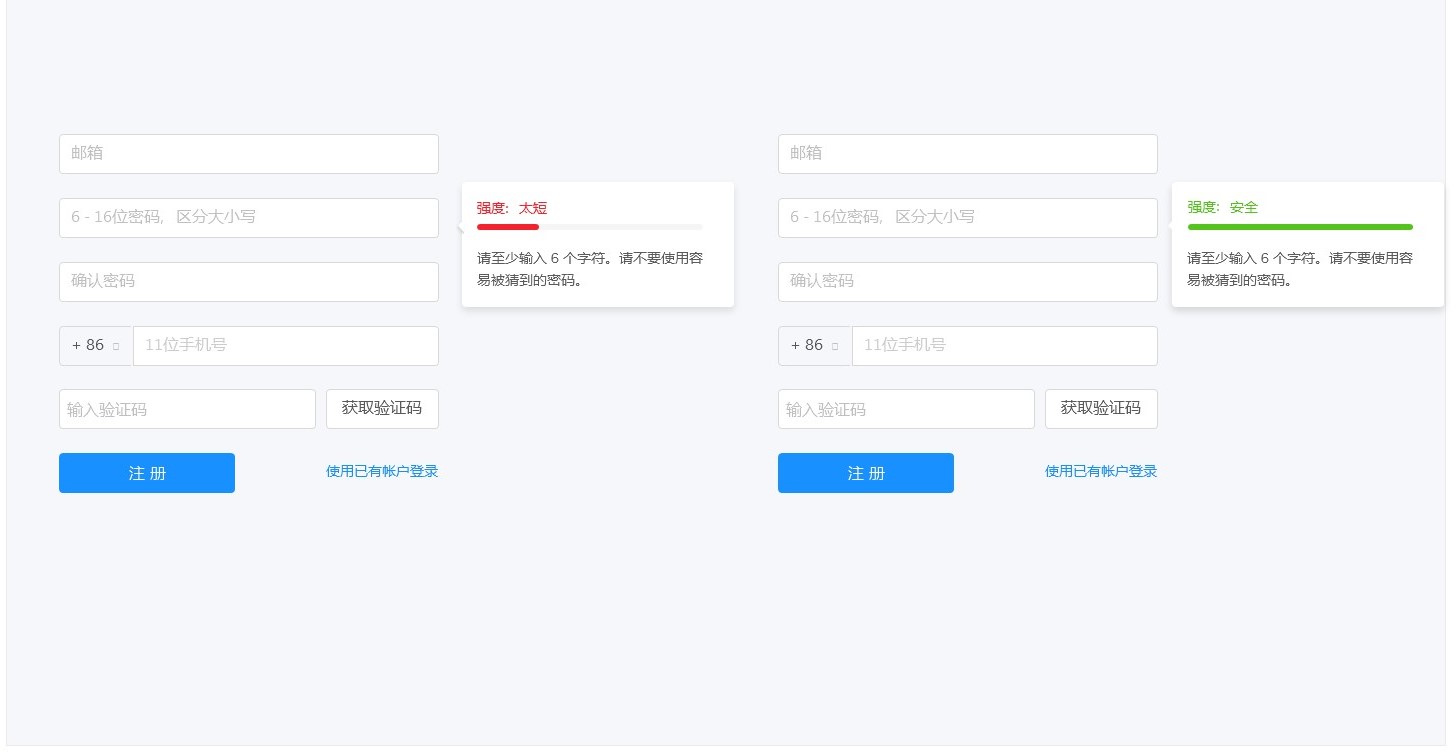 邮箱
6 - 16位密码，区分大小写
强度：太短
请至少输入 6 个字符。请不要使用容
易被猜到的密码。
确认密码
+ 86
11位手机号
输入验证码
获取验证码
注 册
使用已有帐户登录
邮箱
6 - 16位密码，区分大小写
强度：安全
请至少输入 6 个字符。请不要使用容
易被猜到的密码。
确认密码
+ 86
11位手机号
输入验证码
获取验证码
注 册
使用已有帐户登录